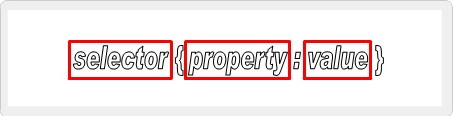 selector { property : value }